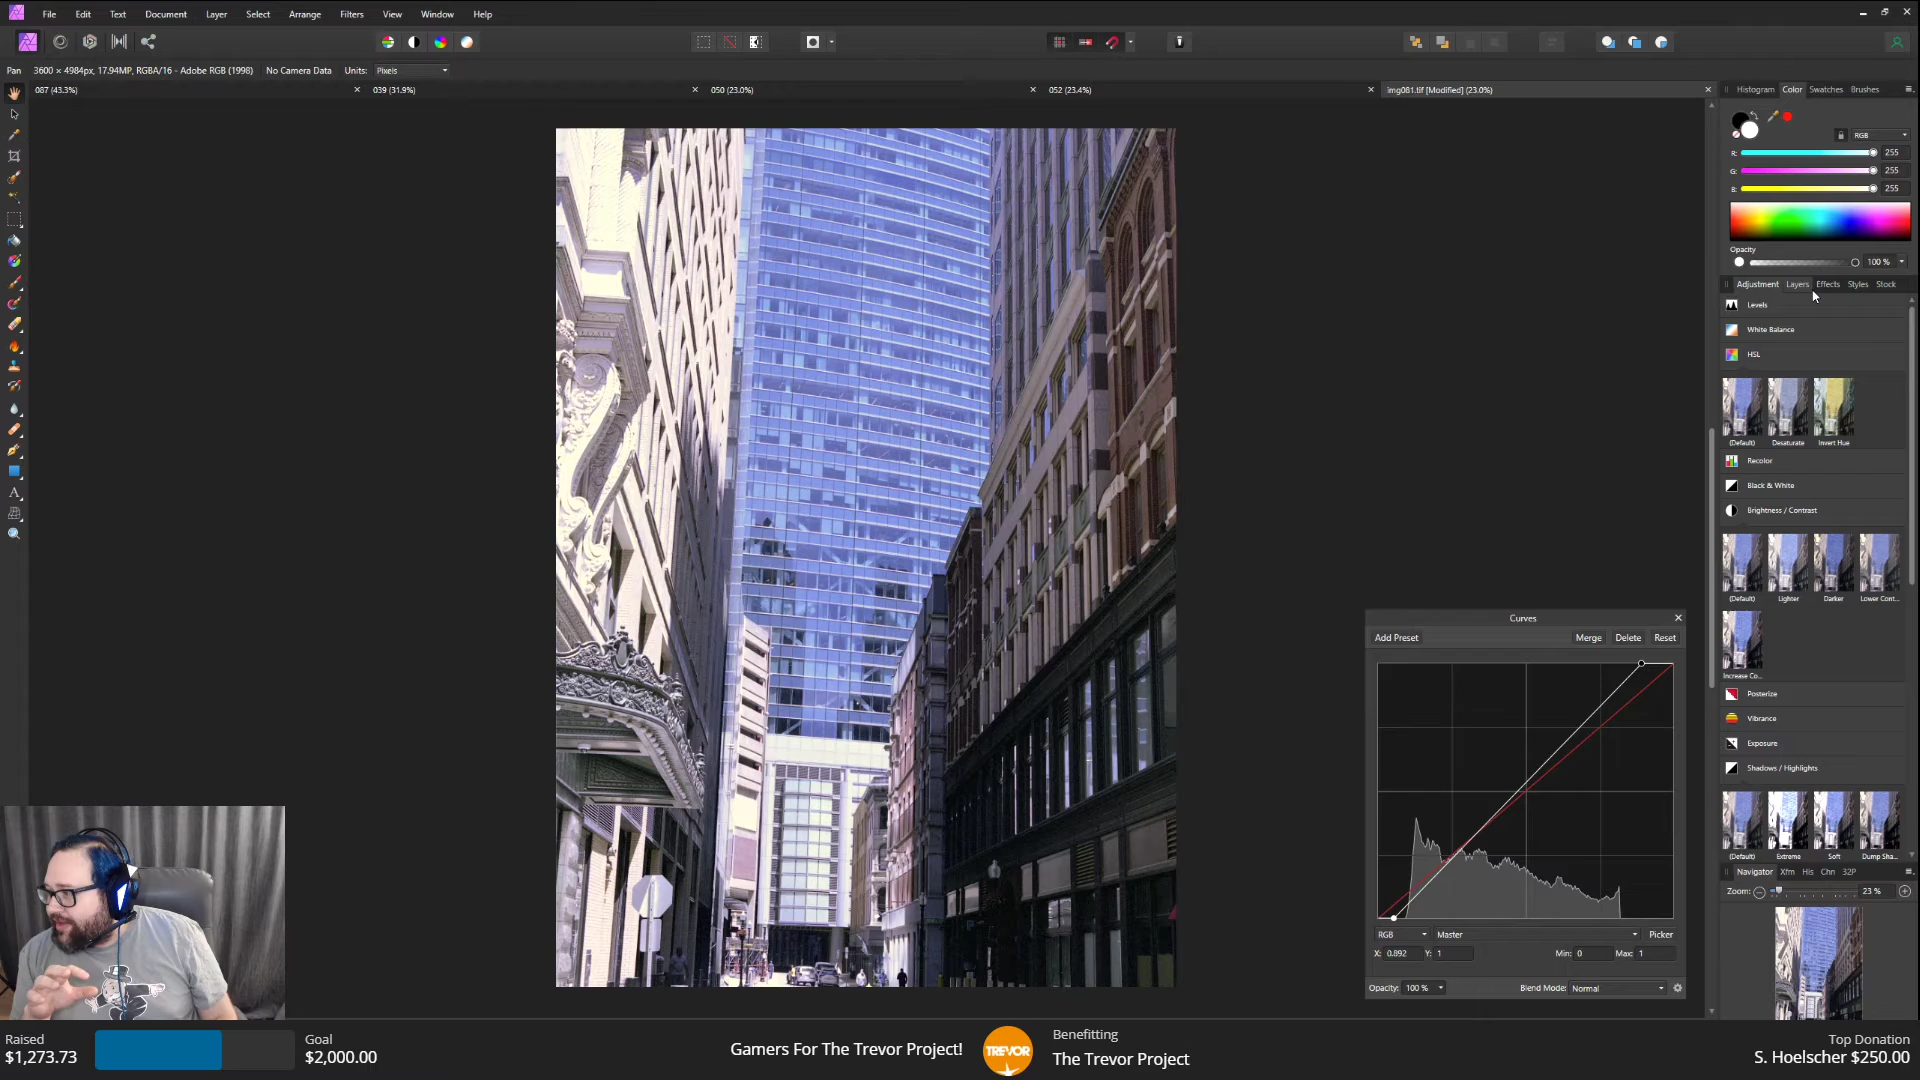 File Edit Text Document Layer Select Arrange Filters View Window Help
Pan 3600 × 4984px, 17.94MP, RGBA/16 - Adobe RGB (1998) No Camera Data Units: Pixels
087 (43.3%) 039 (31.9%) 050 (23.0%) 052 (23.4%) img081.tif [Modified] (23.0%)
Histogram Color Swatches Brushes
RGB
R: 255
G: 255
B: 255
Opacity
100 %
Adjustment Layers Effects Styles Stock
Levels
White Balance
HSL
(Default) Desaturate Invert Hue
Recolor
Black & White
Brightness / Contrast
(Default) Lighter Darker Lower Cont...
Increase Co...
Posterize
Vibrance
Exposure
Shadows / Highlights
(Default) Extreme Soft Dump Sha...
Navigator Xfm His Chn 32P
Zoom: 23 %
Curves
Add Preset Merge Delete Reset
RGB Master Picker
X: 0.892 Y: 1 Min: 0 Max: 1
Opacity: 100 % Blend Mode: Normal
Raised
$1,273.73
Goal
$2,000.00
Gamers For The Trevor Project!
TREVOR
Benefitting
The Trevor Project
Top Donation
S. Hoelscher $250.00